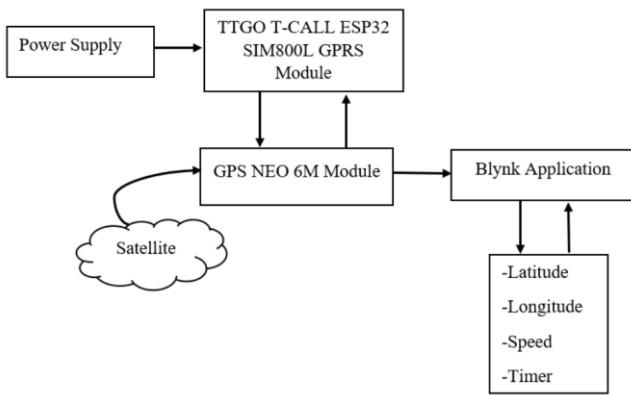 Power Supply
TTGO T-CALL ESP32
SIM800L GPRS
Module
GPS NEO 6M Module
Blynk Application
Satellite
-Latitude
-Longitude
-Speed
-Timer